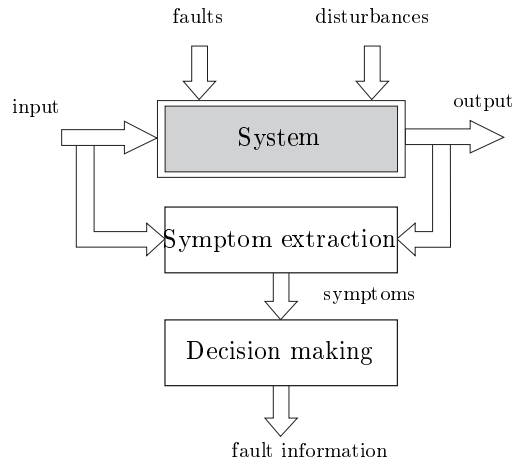 faults
disturbances
input
output
System
Symptom extraction
symptoms
Decision making
fault information